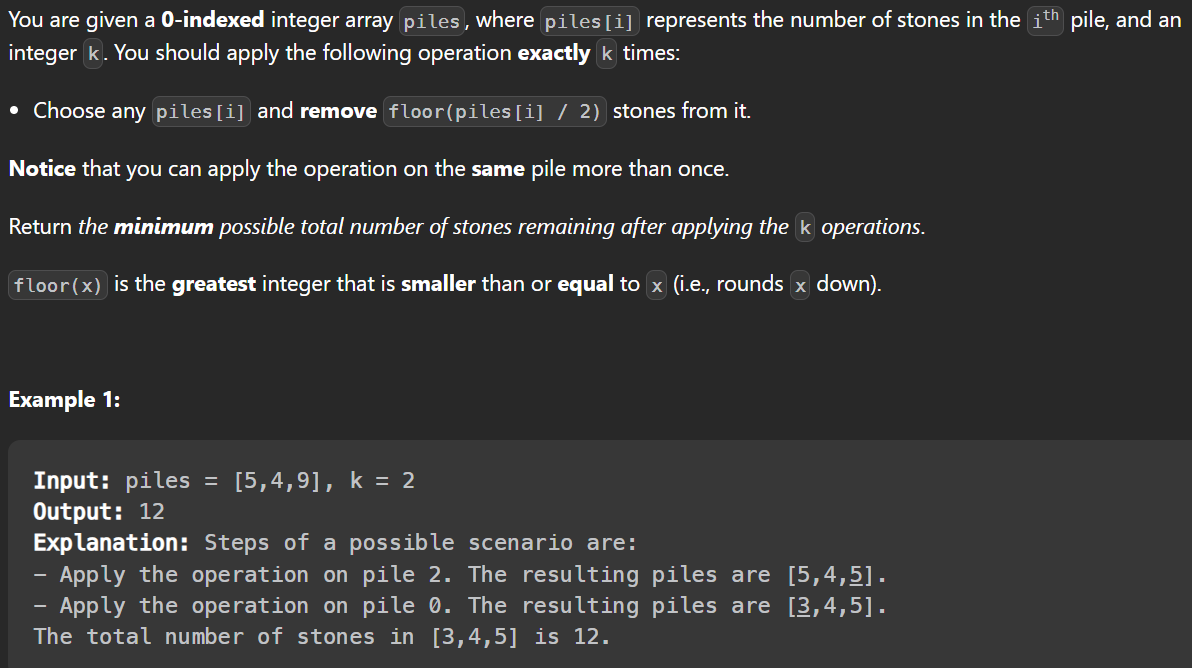 You are given a 0-indexed integer array piles, where piles[i] represents the number of stones in the ith pile, and an
integer k. You should apply the following operation exactly k times:
• Choose any piles[i] and remove floor(piles[i] / 2) stones from it.
Notice that you can apply the operation on the same pile more than once.
Return the minimum possible total number of stones remaining after applying the k operations.
floor(x) is the greatest integer that is smaller than or equal to x (i.e., rounds x down).
Example 1:
Input: piles = [5,4,9], k = 2
Output: 12
Explanation: Steps of a possible scenario are:
- Apply the operation on pile 2. The resulting piles are [5,4,5].
- Apply the operation on pile 0. The resulting piles are [3,4,5].
The total number of stones in [3,4,5] is 12.